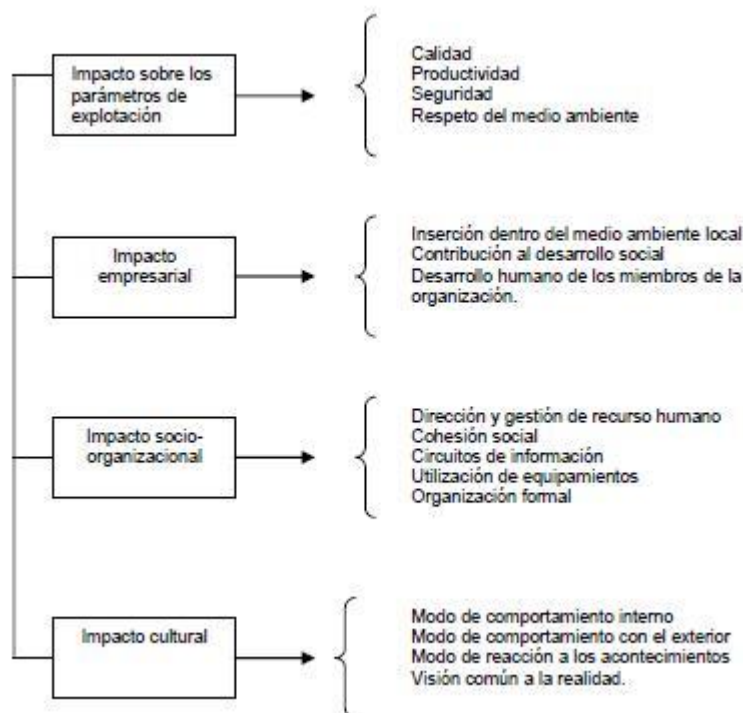 Impacto sobre los
parámetros de
explotación
Calidad
Productividad
Seguridad
Respeto del medio ambiente
Impacto
empresarial
Inserción dentro del medio ambiente local
Contribución al desarrollo social
Desarrollo humano de los miembros de la
organización.
Impacto socio-
organizacional
Dirección y gestión de recurso humano
Cohesión social
Circuitos de información
Utilización de equipamientos
Organización formal
Impacto cultural
Modo de comportamiento interno
Modo de comportamiento con el exterior
Modo de reacción a los acontecimientos
Visión común a la realidad.